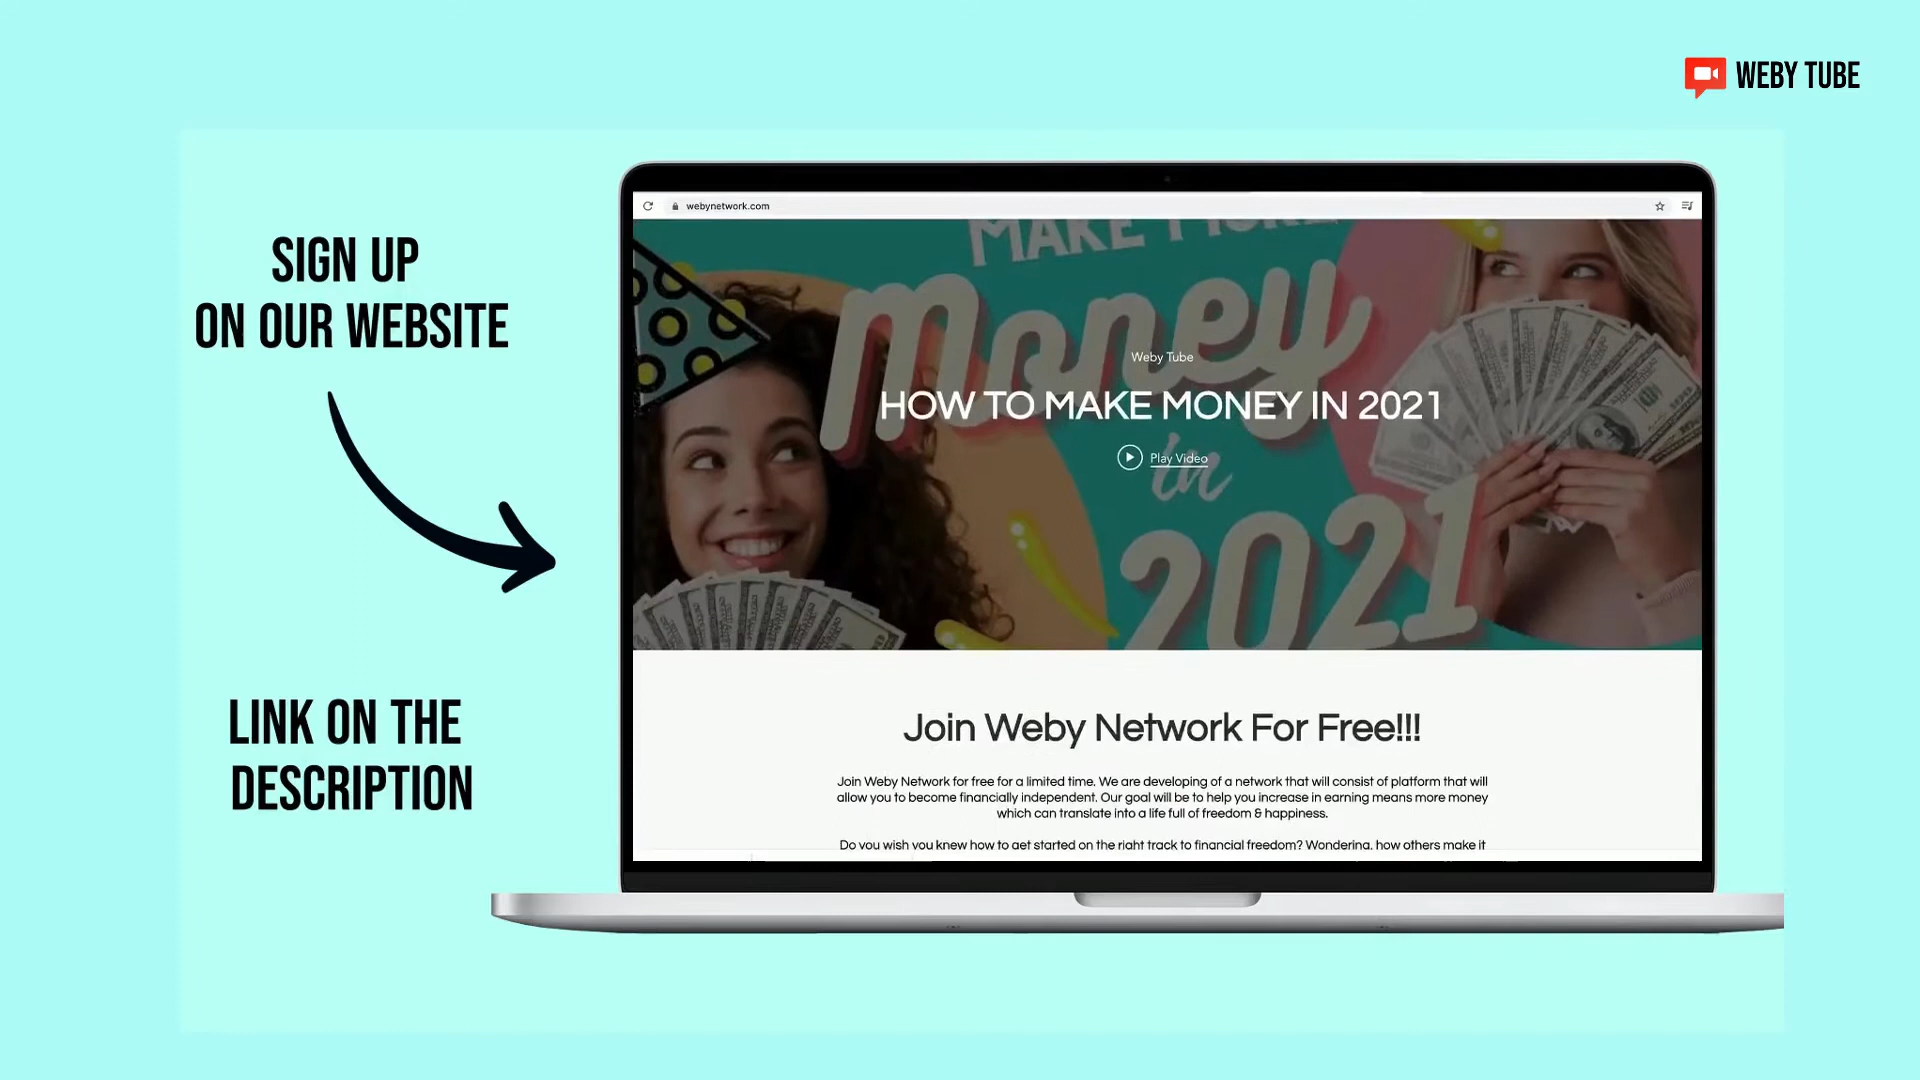 WEBY TUBE
SIGN UP
ON OUR WEBSITE
LINK ON THE
DESCRIPTION
webynetwork.com
MAKE MORE
Money
in
2021
Weby Tube
HOW TO MAKE MONEY IN 2021
Play Video
Join Weby Network For Free!!!
Join Weby Network for free for a limited time. We are developing of a network that will consist of platform that will
allow you to become financially independent. Our goal will be to help you increase in earning means more money
which can translate into a life full of freedom & happiness.
Do you wish you knew how to get started on the right track to financial freedom? Wondering, how others make it